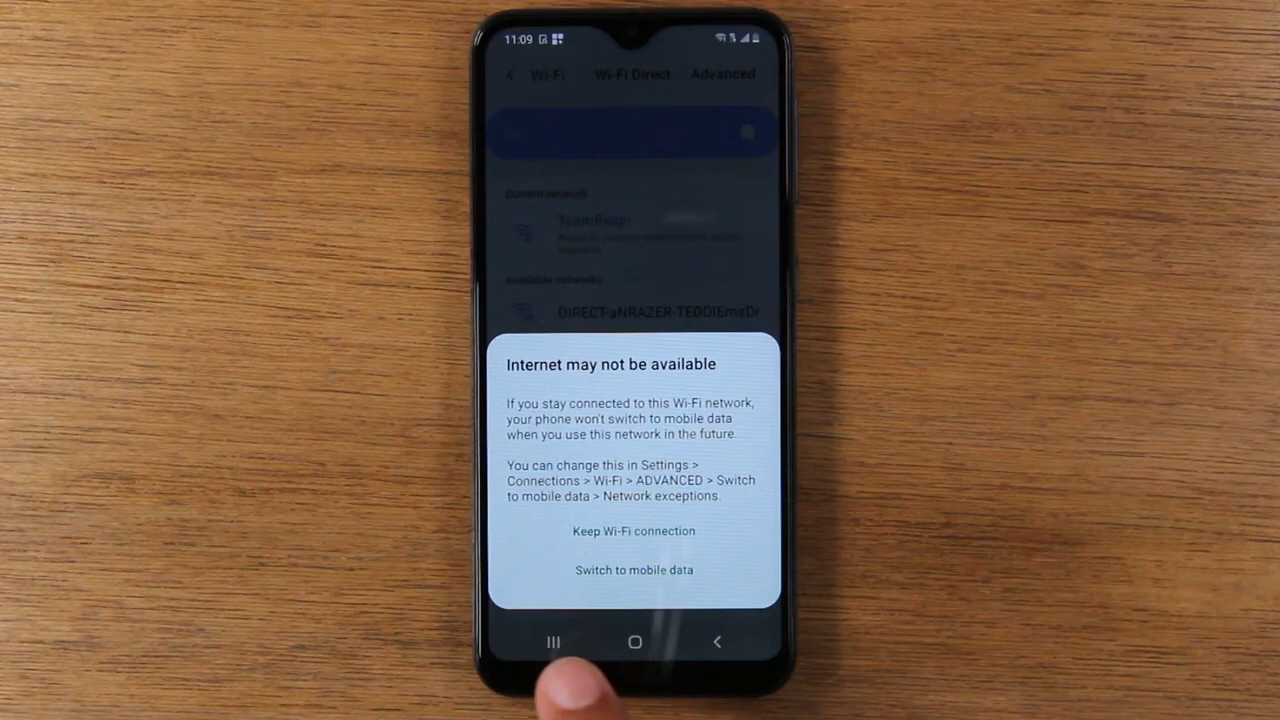 11:09
Wi-Fi Wi-Fi Direct Advanced
Current network
TeamReign
Available networks
DIRECT-aNRAZER-TEDDIEmsDr
Internet may not be available
If you stay connected to this Wi-Fi network,
your phone won't switch to mobile data
when you use this network in the future.
You can change this in Settings >
Connections > Wi-Fi > ADVANCED > Switch
to mobile data > Network exceptions.
Keep Wi-Fi connection
Switch to mobile data